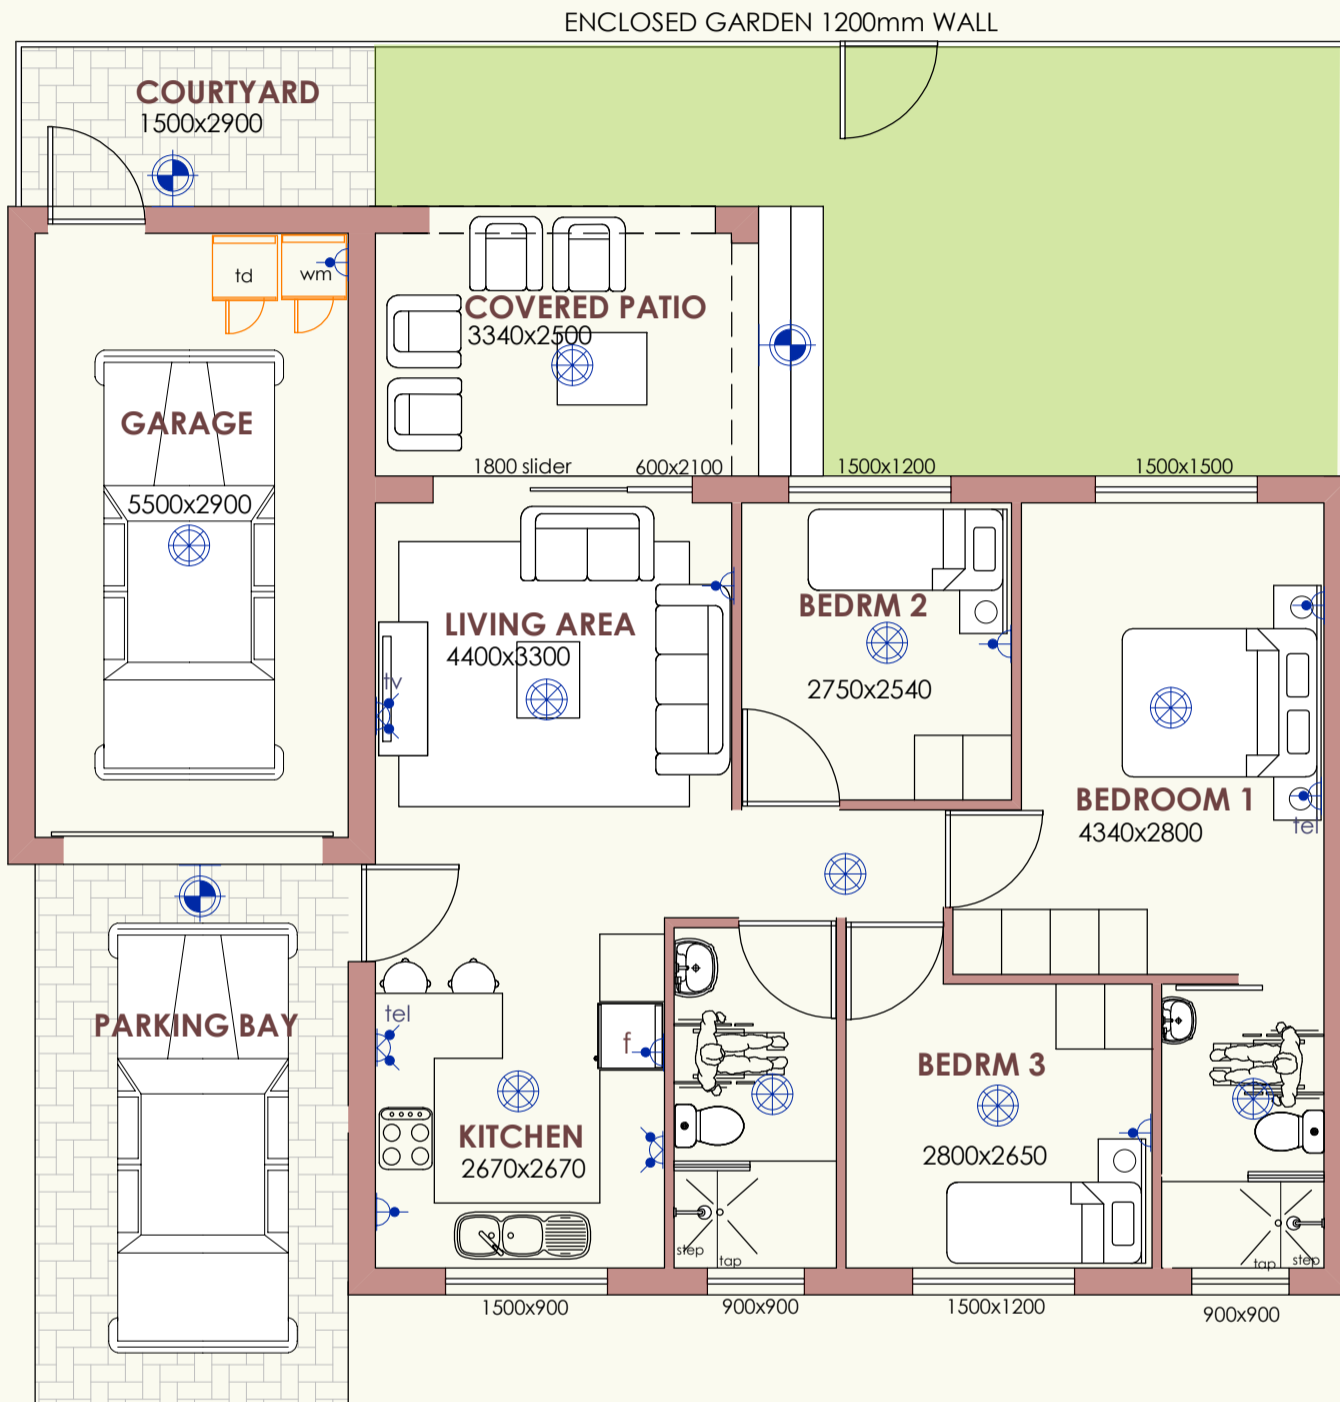 ENCLOSED GARDEN 1200mm WALL
COURTYARD
1500x2900
td
wm
COVERED PATIO
3340x2500
GARAGE
5500x2900
1800 slider
600x2100
1500x1200
1500x1500
LIVING AREA
4400x3300
tv
BEDRM 2
2750x2540
BEDROOM 1
4340x2800
tel
PARKING BAY
tel
f
KITCHEN
2670x2670
BEDRM 3
2800x2650
step
tap
tap
step
1500x900
900x900
1500x1200
900x900